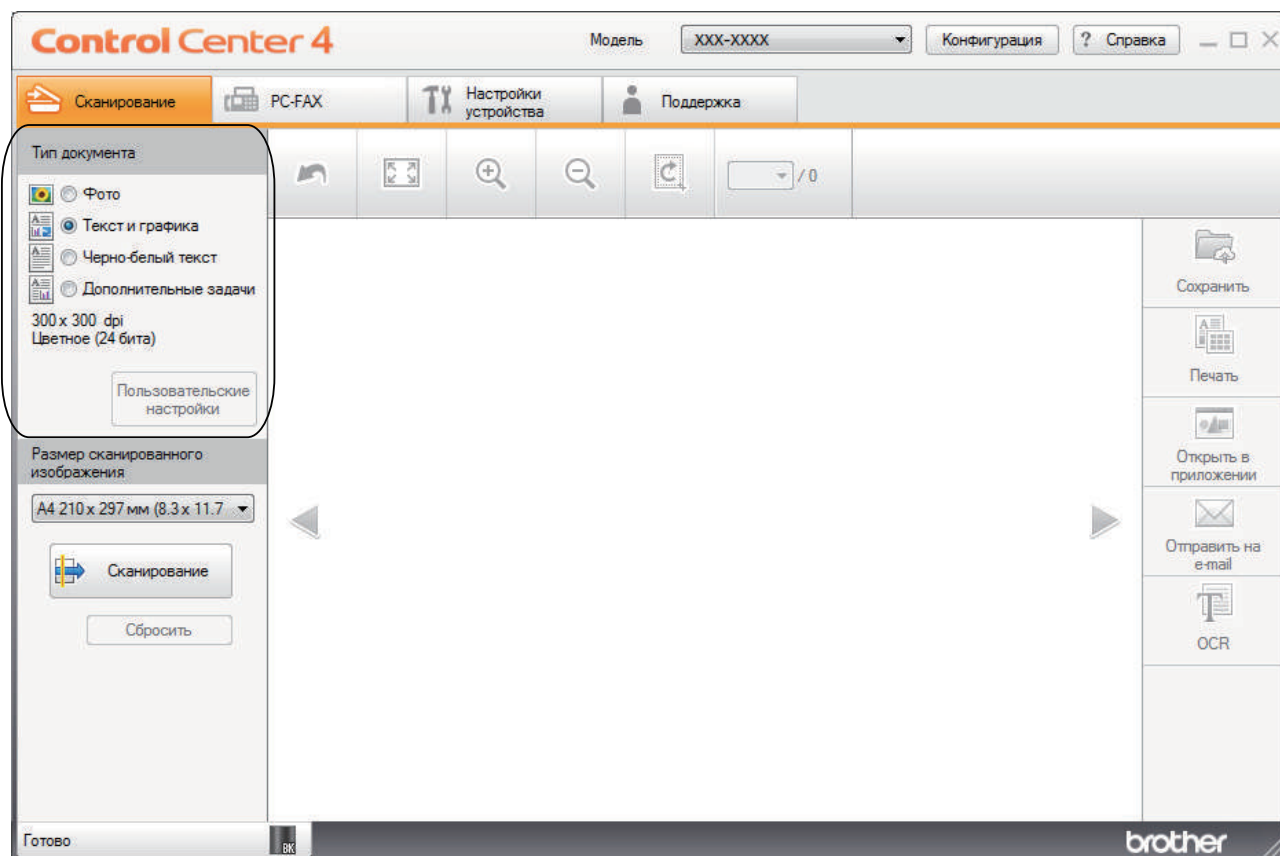 Control Center 4
Модель
XXX-XXXX
Конфигурация
? Справка
Сканирование
PC-FAX
Настройки
устройства
Поддержка
Тип документа
Фото
Текст и графика
Черно-белый текст
Дополнительные задачи
300 x 300 dpi
Цветное (24 бита)
Пользовательские
настройки
/ 0
Размер сканированного
изображения
A4 210 x 297 мм (8.3 x 11.7
Сканирование
Сбросить
Сохранить
Печать
Открыть в
приложении
Отправить на
e-mail
OCR
Готово
BK
brother